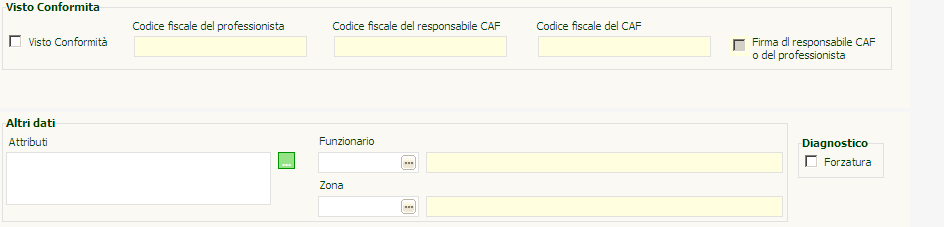 Visto Conformita
Codice fiscale del professionista
Codice fiscale del responsabile CAF
Codice fiscale del CAF
Visto Conformità
Firma dl responsabile CAF
o del professionista
Altri dati
Attributi
...
Funzionario
...
Zona
...
Diagnostico
Forzatura